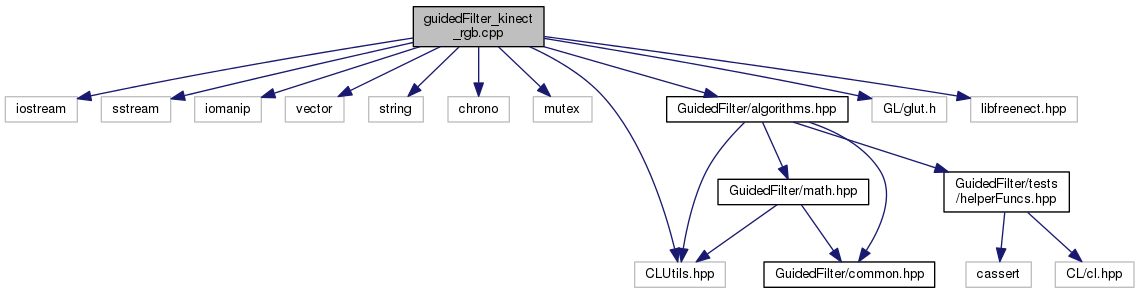 guidedFilter_kinect
_rgb.cpp
iostream
sstream
iomanip
vector
string
chrono
mutex
GuidedFilter/algorithms.hpp
GL/glut.h
libfreenect.hpp
GuidedFilter/math.hpp
GuidedFilter/tests
/helperFuncs.hpp
CLUtils.hpp
GuidedFilter/common.hpp
cassert
CL/cl.hpp